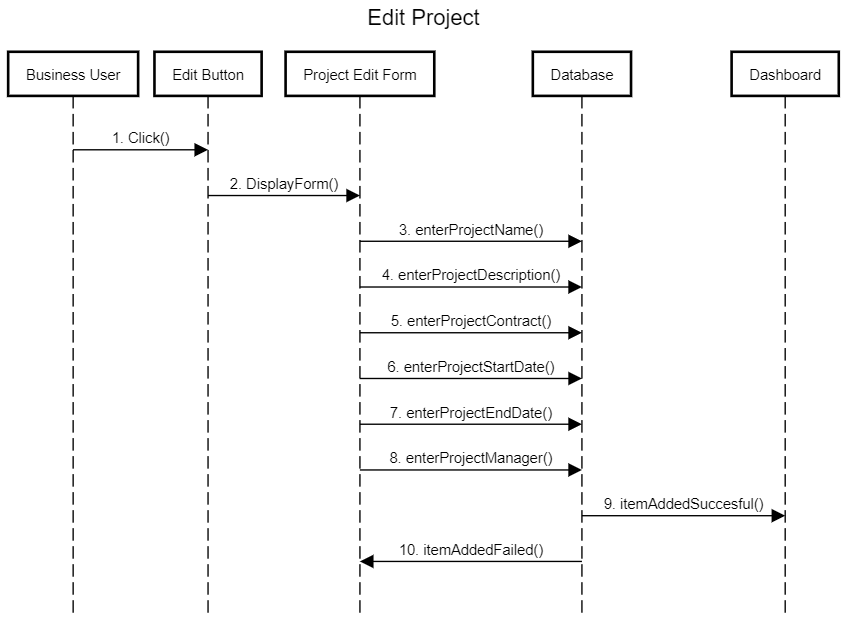 Edit Project
Business User
Edit Button
Project Edit Form
Database
Dashboard
1. Click()
2. DisplayForm()
3. enterProjectName()
4. enterProjectDescription()
5. enterProjectContract()
6. enterProjectStartDate()
7. enterProjectEndDate()
8. enterProjectManager()
9. itemAddedSuccesful()
10. itemAddedFailed()